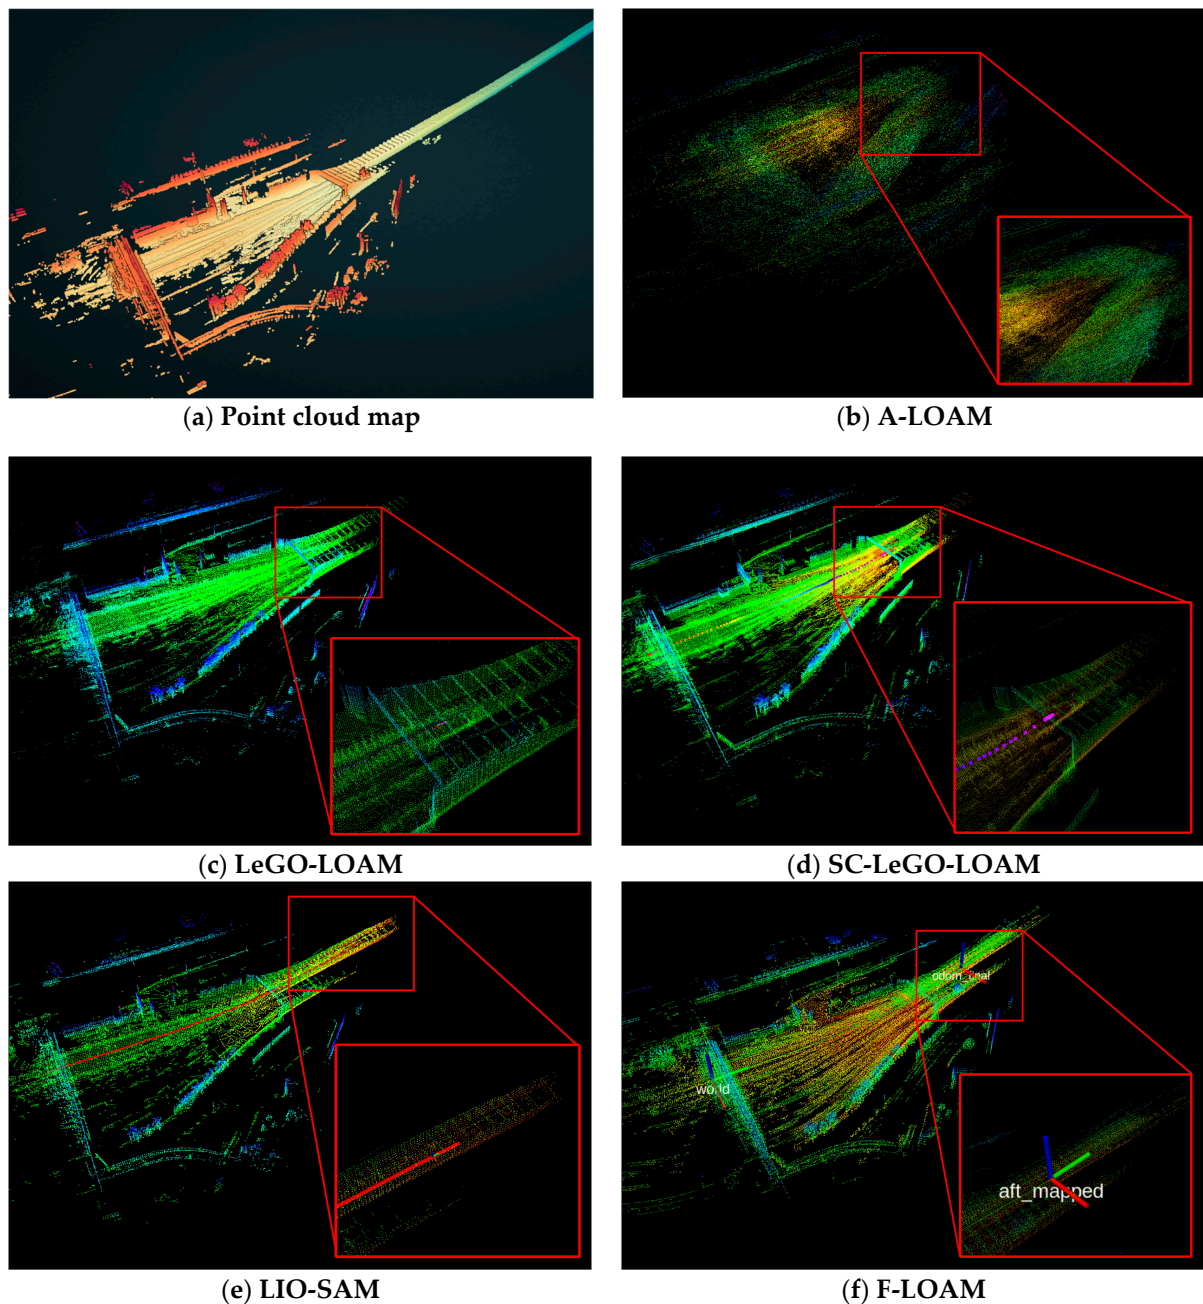 (a) Point cloud map
(b) A-LOAM
(c) LeGO-LOAM
(d) SC-LeGO-LOAM
odom_final
world
aft_mapped
(e) LIO-SAM
(f) F-LOAM